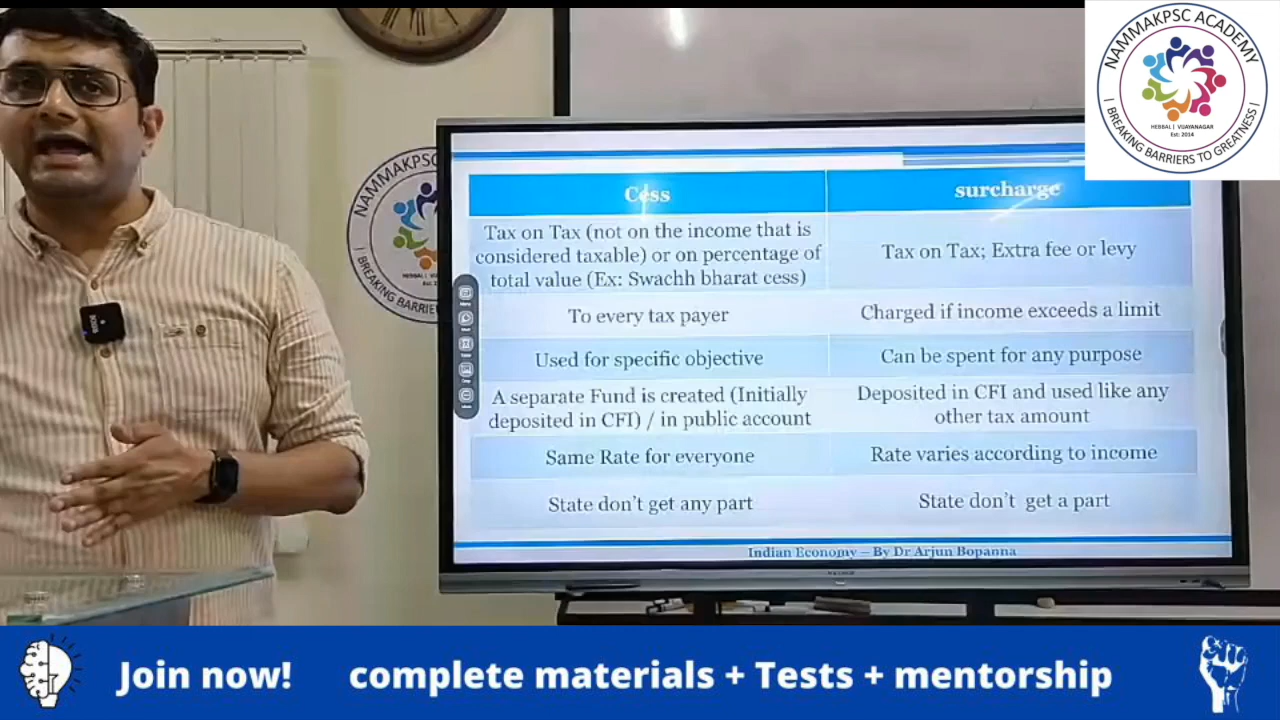 NAMMAKPSC ACADEMY
HEBBAL | VIJAYANAGAR
Est: 2014
| BREAKING BARRIERS TO GREATNESS |
NAMMAKPSC
| BREAKING BARRIERS
Cess
surcharge
Tax on Tax (not on the income that is
considered taxable) or on percentage of
total value (Ex: Swachh bharat cess)
Tax on Tax; Extra fee or levy
To every tax payer
Charged if income exceeds a limit
Used for specific objective
Can be spent for any purpose
A separate Fund is created (Initially
deposited in CFI) / in public account
Deposited in CFI and used like any
other tax amount
Same Rate for everyone
Rate varies according to income
State don't get any part
State don't get a part
Indian Economy – By Dr Arjun Bopanna
Join now! complete materials + Tests + mentorship